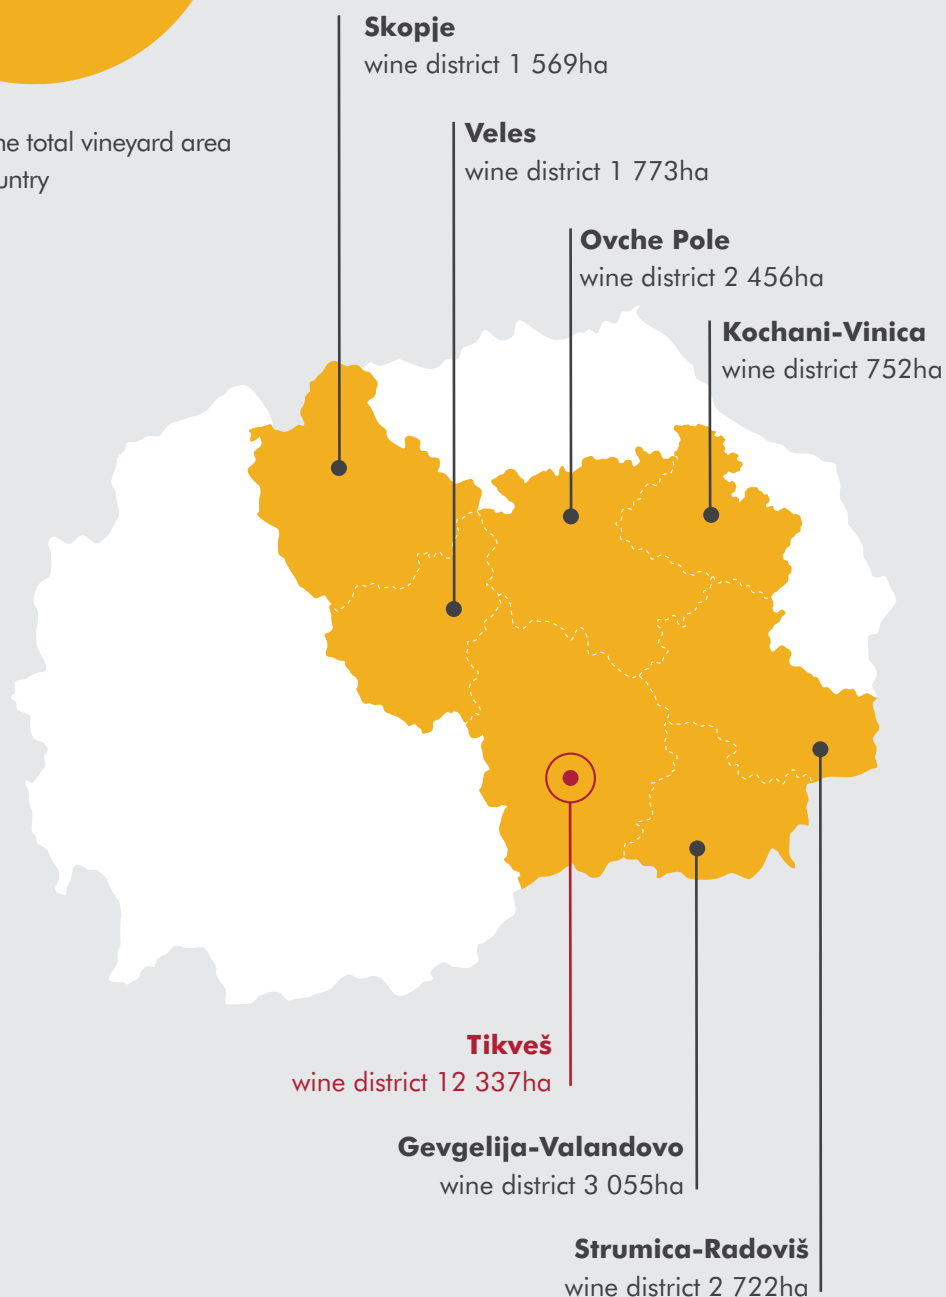 Skopje
wine district 1 569ha
total vineyard area
Veles
wine district 1 773ha
Ovche Pole
wine district 2 456ha
Kochani-Vinica
wine district 752ha
Tikveš
wine district 12 337ha
Gevgelija-Valandovo
wine district 3 055ha
Strumica-Radoviš
wine district 2 722ha